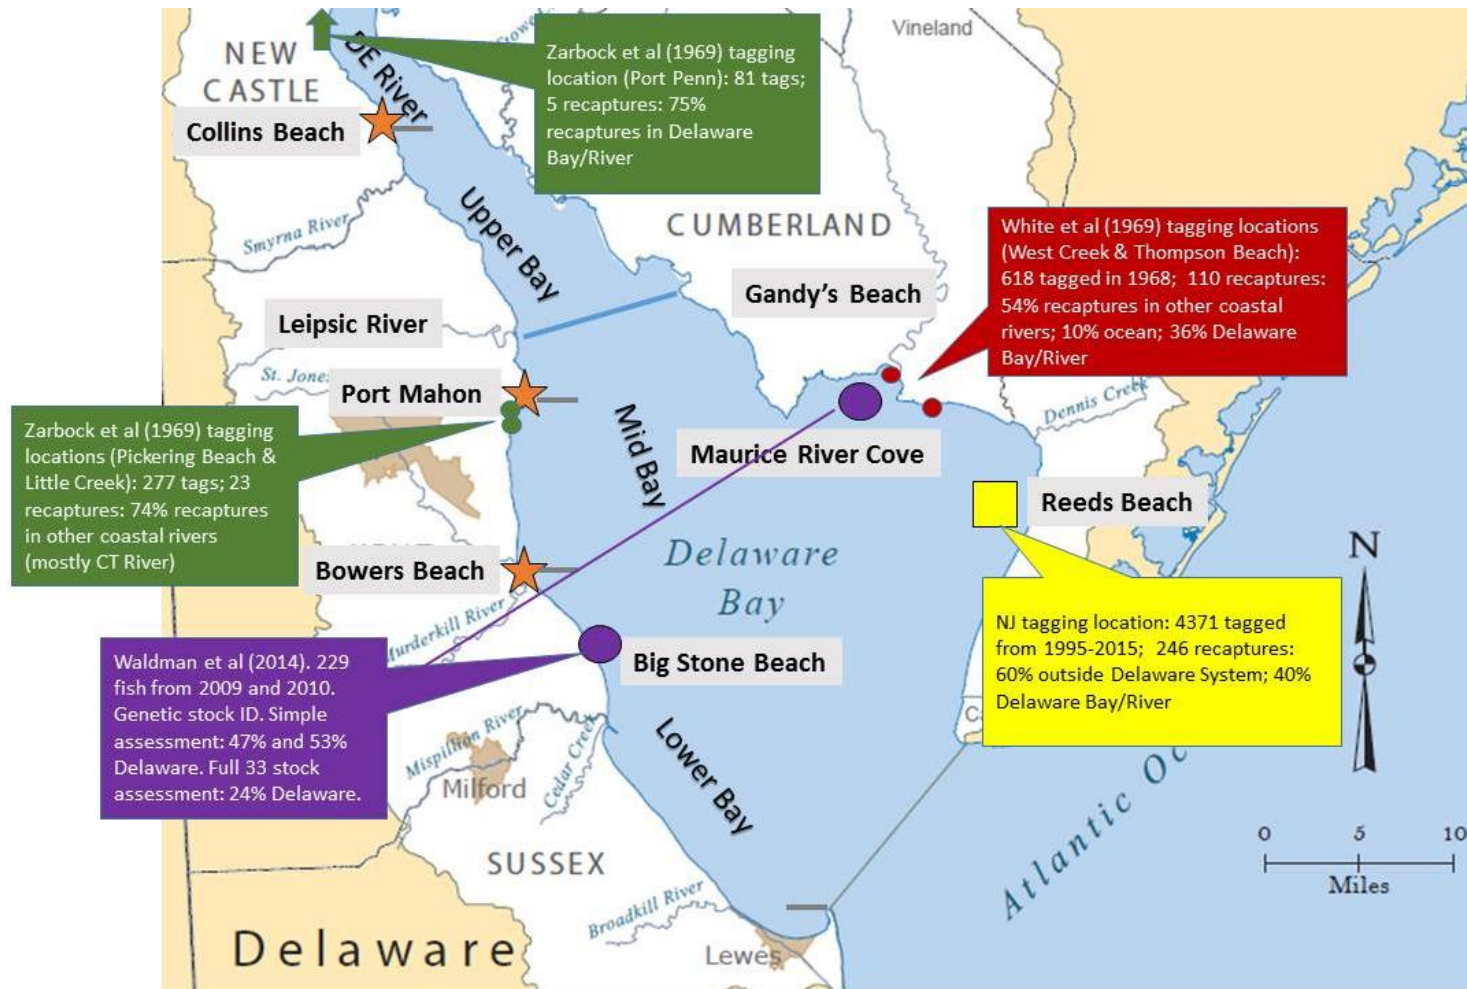 Vineland
Stowe
NEW
CASTLE
DE River
Zarbock et al (1969) tagging
location (Port Penn): 81 tags;
5 recaptures: 75%
recaptures in Delaware
Bay/River
Collins Beach
Upper Bay
Smyrna River
CUMBERLAND
White et al (1969) tagging locations
(West Creek & Thompson Beach):
618 tagged in 1968;  110 recaptures:
54% recaptures in other coastal
rivers; 10% ocean; 36% Delaware
Bay/River
Gandy's Beach
Leipsic River
St. Jones
Port Mahon
Dennis Creek
Mid Bay
Maurice River Cove
Zarbock et al (1969) tagging
locations (Pickering Beach &
Little Creek): 277 tags; 23
recaptures: 74% recaptures
in other coastal rivers
(mostly CT River)
Reeds Beach
N
Delaware
Bay
Bowers Beach
Murderkill River
NJ tagging location: 4371 tagged
from 1995-2015;  246 recaptures:
60% outside Delaware System; 40%
Delaware Bay/River
Waldman et al (2014). 229
fish from 2009 and 2010.
Genetic stock ID. Simple
assessment: 47% and 53%
Delaware. Full 33 stock
assessment: 24% Delaware.
Big Stone Beach
Ca
Mispillion River
Milford
Cedar Creek
Lower Bay
Atlantic Oc
0 5 10
Miles
SUSSEX
Broadkill River
Delaware
Lewes